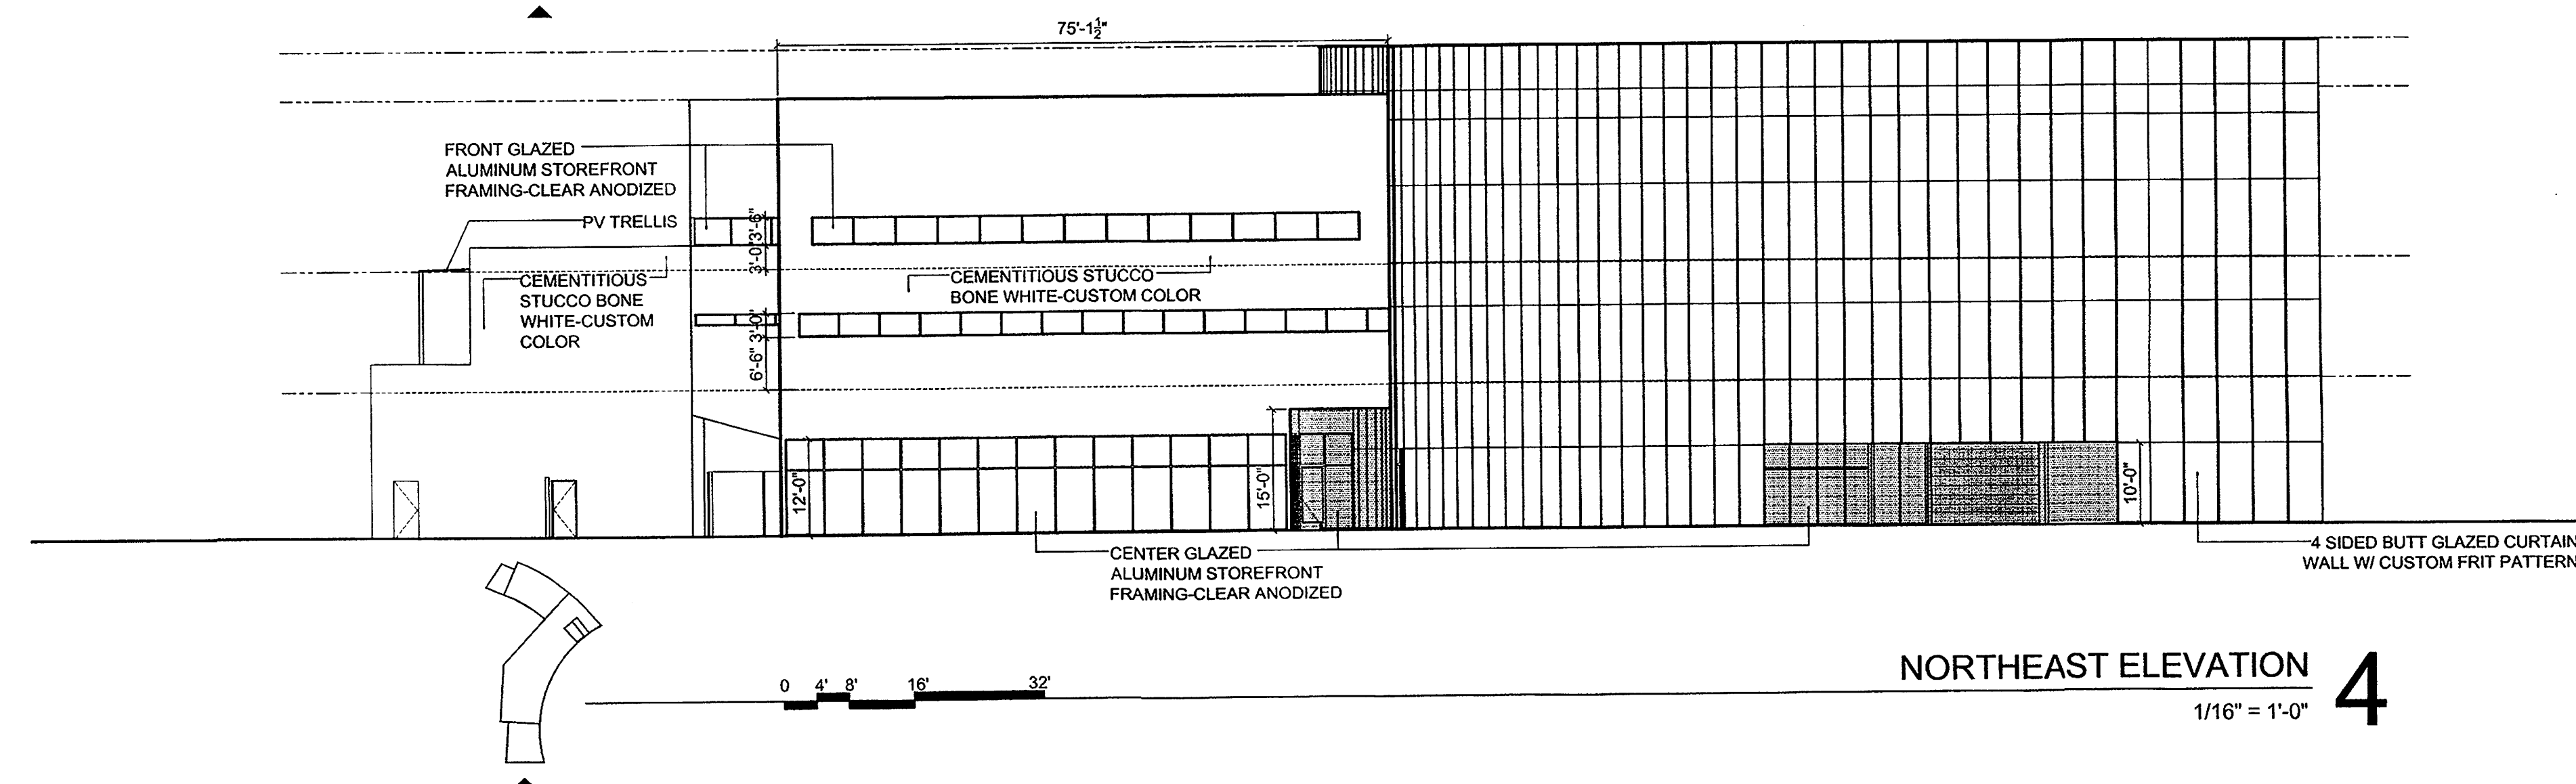 75'-1 1/2"
FRONT GLAZED
ALUMINUM STOREFRONT
FRAMING-CLEAR ANODIZED
PV TRELLIS
3'-6"
3'-0"
CEMENTITIOUS
STUCCO BONE
WHITE-CUSTOM
COLOR
CEMENTITIOUS STUCCO
BONE WHITE-CUSTOM COLOR
3'-0"
6'-6"
12'-0"
15'-0"
10'-0"
CENTER GLAZED
ALUMINUM STOREFRONT
FRAMING-CLEAR ANODIZED
4 SIDED BUTT GLAZED CURTAIN
WALL W/ CUSTOM FRIT PATTERN
0 4' 8' 16' 32'
NORTHEAST ELEVATION 4
1/16" = 1'-0"